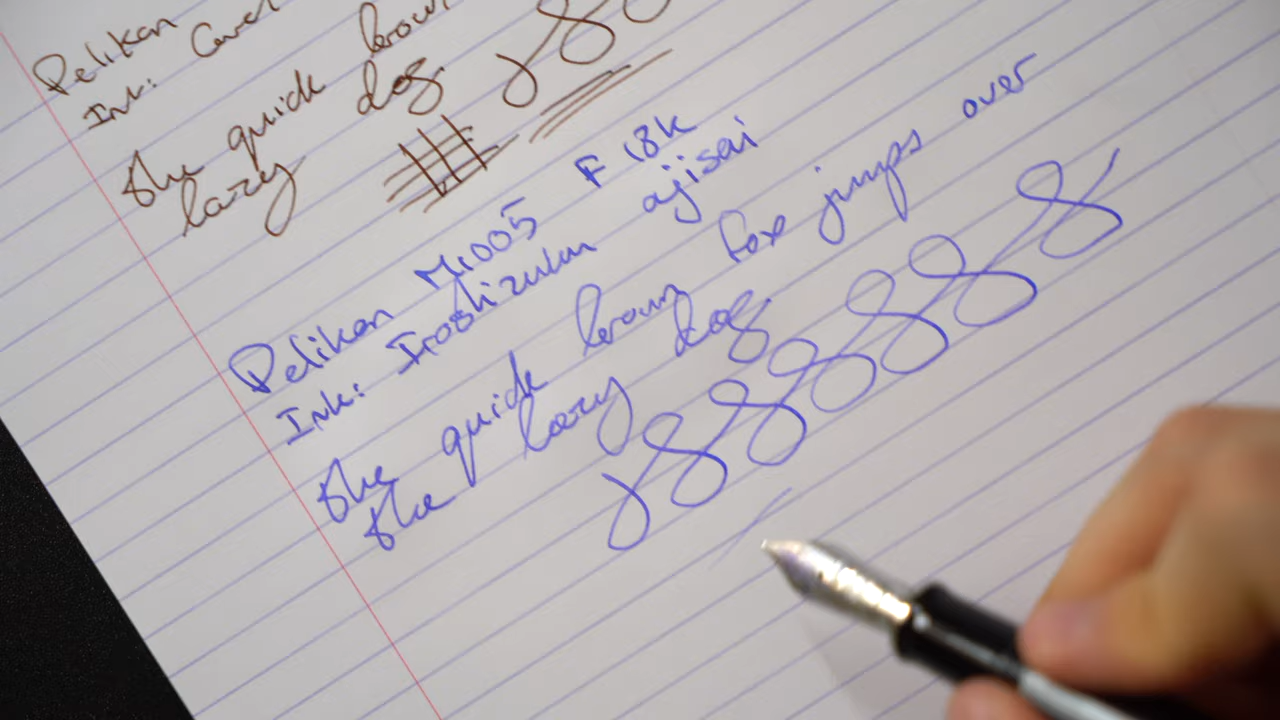 Pelikan
Ink:
the quick brown
lazy dog.
Pelikan M1005 F 18k
Ink: Iroshizuku ajisai
the quick brown fox jumps over
the lazy dog.